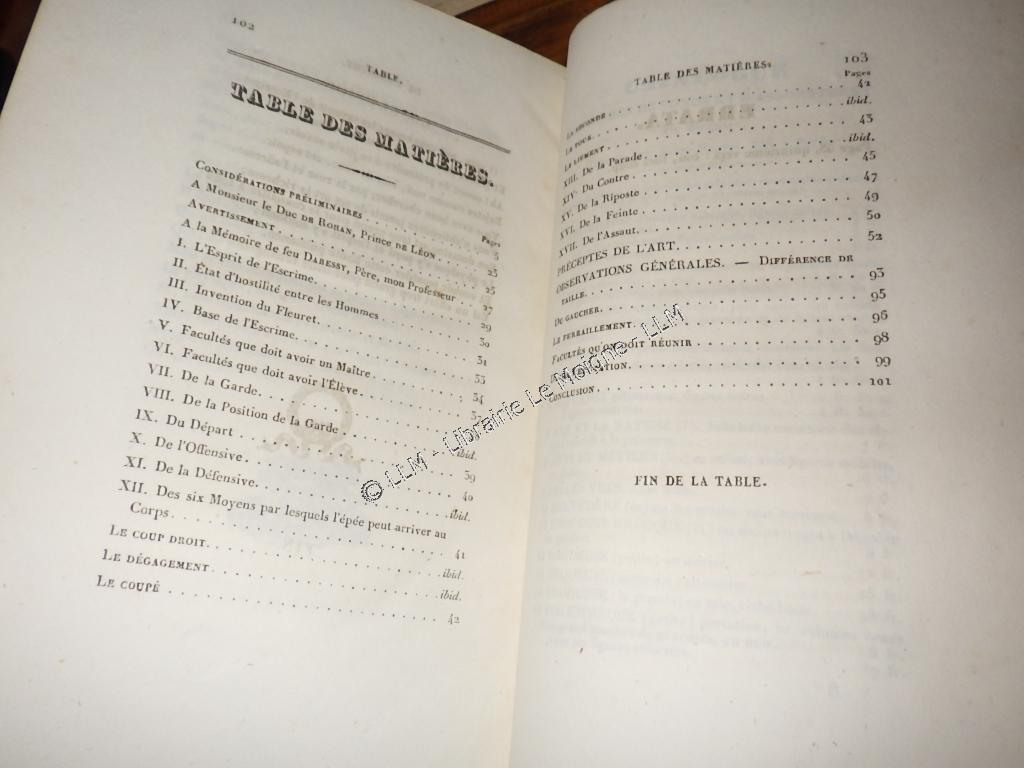 102
TABLE.
TABLE DES MATIÈRES.
Pages
CONSIDÉRATIONS PRÉLIMINAIRES . . . 5
A Monsieur le Duc DE ROHAN, Prince DE LÉON . . . 23
AVERTISSEMENT . . . 25
A la Mémoire de feu DARESSY, Père, mon Professeur . . 27
I. L'Esprit de l'Escrime . . . 29
II. État d'hostilité entre les Hommes . . . 30
III. Invention du Fleuret . . . 31
IV. Base de l'Escrime . . . 33
V. Facultés que doit avoir un Maître . . . 34
VI. Facultés que doit avoir l'Élève . . .
VII. De la Garde . . .
VIII. De la Position de la Garde . . . ibid.
IX. Du Départ . . . 39
X. De l'Offensive . . . 40
XI. De la Défensive . . . ibid.
XII. Des six Moyens par lesquels l'épée peut arriver au
Corps . . . 41
LE COUP DROIT . . . ibid.
LE DÉGAGEMENT . . . ibid.
LE COUPÉ . . . 42
TABLE DES MATIÈRES. 103
Pages
LA SECONDE . . . 42
. . . ibid.
LE LIEMENT . . . 43
XIII. De la Parade . . . ibid.
XIV. Du Contre . . . 45
XV. De la Riposte . . . 47
XVI. De la Feinte . . . 49
XVII. De l'Assaut . . . 50
PRÉCEPTES DE L'ART . . . 52
OBSERVATIONS GÉNÉRALES. — DIFFÉRENCE DE
TAILLE . . . 93
DU GAUCHER . . . 95
LE FERRAILLEMENT . . . 96
FACULTÉS QU'ON DOIT RÉUNIR . . . 98
. . . 99
CONCLUSION . . . 101
FIN DE LA TABLE.
© LLM - Librairie Le Moigne - LLM